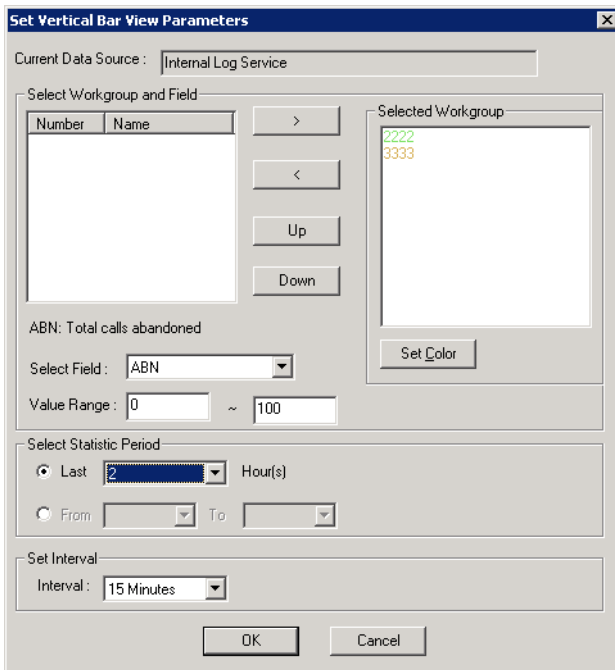 Set Vertical Bar View Parameters
Current Data Source : Internal Log Service
Select Workgroup and Field
Number Name
>
<
Up
Down
Selected Workgroup
2222
3333
Set Color
ABN: Total calls abandoned
Select Field : ABN
Value Range : 0 ~ 100
Select Statistic Period
Last 2 Hour(s)
From To
Set Interval
Interval : 15 Minutes
OK Cancel